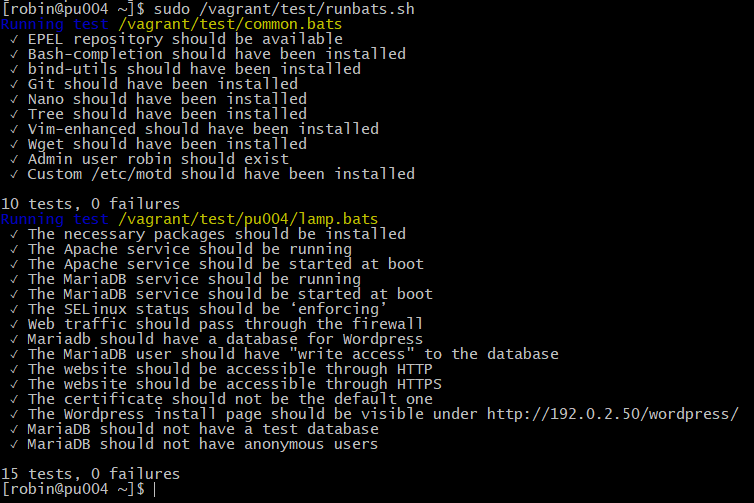 [robin@pu004 ~]$ sudo /vagrant/test/runbats.sh
Running test /vagrant/test/common.bats
✓ EPEL repository should be available
✓ Bash-completion should have been installed
✓ bind-utils should have been installed
✓ Git should have been installed
✓ Nano should have been installed
✓ Tree should have been installed
✓ Vim-enhanced should have been installed
✓ Wget should have been installed
✓ Admin user robin should exist
✓ Custom /etc/motd should have been installed
10 tests, 0 failures
Running test /vagrant/test/pu004/lamp.bats
✓ The necessary packages should be installed
✓ The Apache service should be running
✓ The Apache service should be started at boot
✓ The MariaDB service should be running
✓ The MariaDB service should be started at boot
✓ The SELinux status should be ‘enforcing’
✓ Web traffic should pass through the firewall
✓ Mariadb should have a database for Wordpress
✓ The MariaDB user should have "write access" to the database
✓ The website should be accessible through HTTP
✓ The website should be accessible through HTTPS
✓ The certificate should not be the default one
✓ The Wordpress install page should be visible under http://192.0.2.50/wordpress/
✓ MariaDB should not have a test database
✓ MariaDB should not have anonymous users
15 tests, 0 failures
[robin@pu004 ~]$